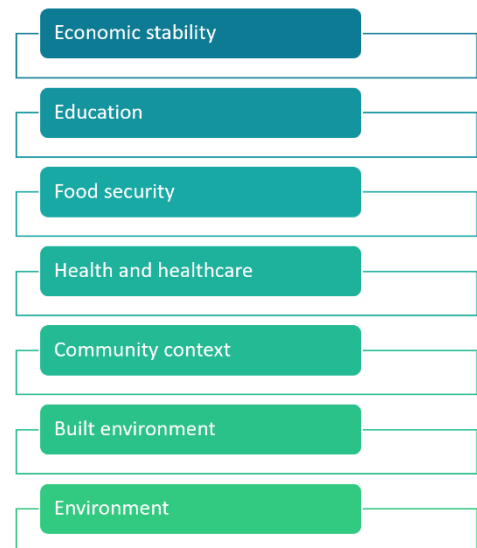 Economic stability
Education
Food security
Health and healthcare
Community context
Built environment
Environment